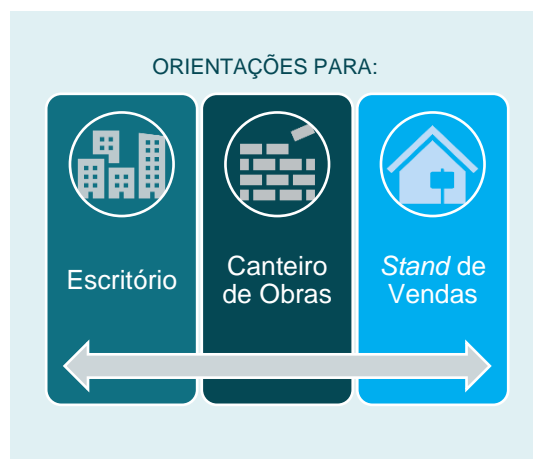 ORIENTAÇÕES PARA:
Escritório
Canteiro
de Obras
Stand de
Vendas